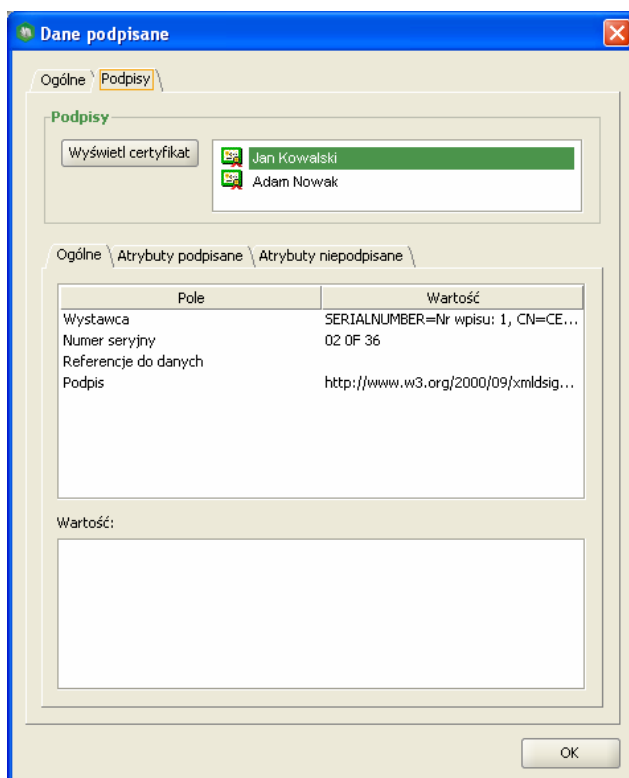 Dane podpisane
Ogólne Podpisy
Podpisy
Wyświetl certyfikat
Jan Kowalski
Adam Nowak
Ogólne Atrybuty podpisane Atrybuty niepodpisane
Pole Wartość
Wystawca SERIALNUMBER=Nr wpisu: 1, CN=CE...
Numer seryjny 02 0F 36
Referencje do danych
Podpis http://www.w3.org/2000/09/xmldsig...
Wartość:
OK